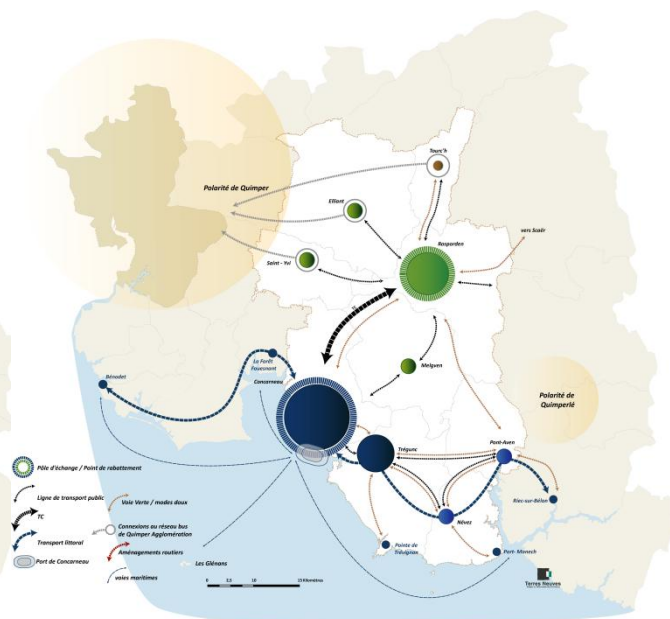 Tourc'h
Polarité de Quimper
Elliant
Rosporden
vers Scaër
Saint - Yvi
La Forêt
Fouesnant
Melguen
Bénodet
Concarneau
Polarité de
Quimperlé
Trégunc
Pont-Aven
Riec-sur-Bélon
Névez
Pointe de
Trévignon
Port- Manech
Les Glénans
Pôle d'échange / Point de rabattement
Ligne de transport public
TC
Transport littoral
Port de Concarneau
Voie Verte / modes doux
Connexions au réseau bus
de Quimper Agglomération
Aménagements routiers
voies maritimes
Terres Neuves